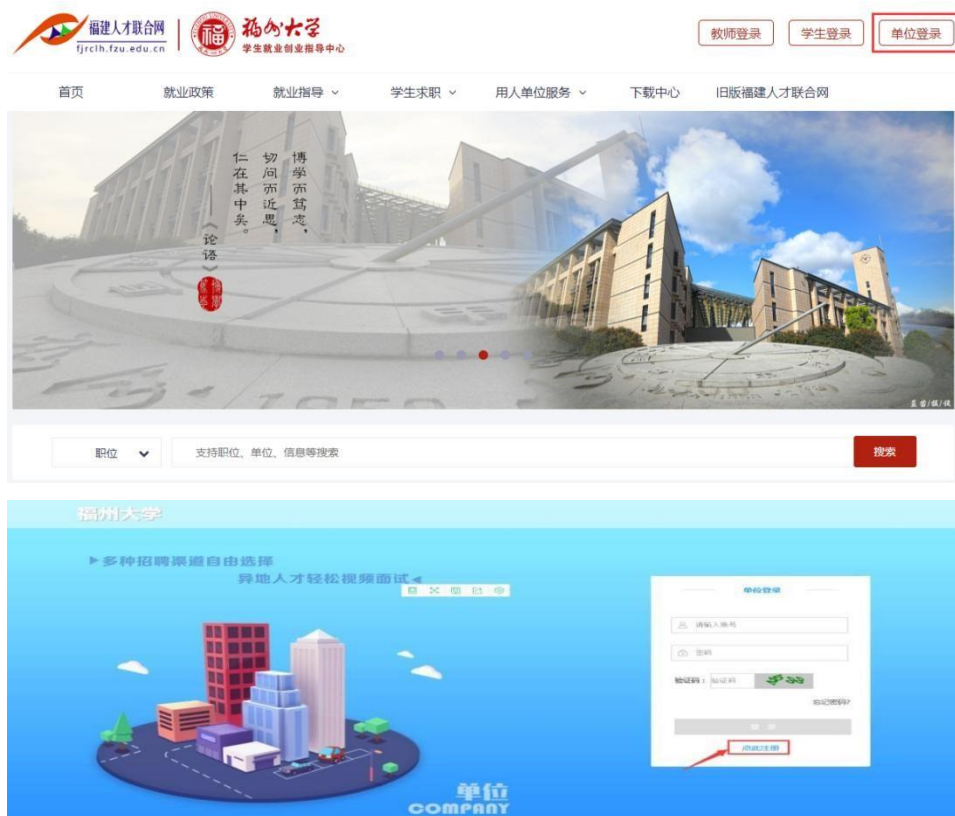 福建人才联合网
fjrclh.fzu.edu.cn
福
福州大学
学生就业创业指导中心
教师登录
学生登录
单位登录
首页
就业政策
就业指导
学生求职
用人单位服务
下载中心
旧版福建人才联合网
博学而笃志，
切问而近思，
仁在其中矣。
——《论语》
职位
支持职位、单位、信息等搜索
搜索
福州大学
多种招聘渠道自由选择
异地人才轻松视频面试
单位登录
请输入账号
密码
验证码：
验证码
忘记密码?
登录
点此注册
单位
COMPANY